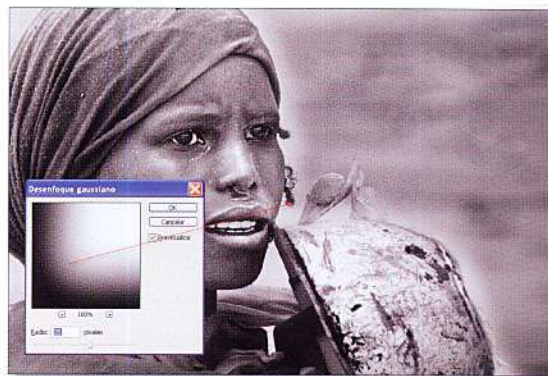 Desenfoque gaussiano
OK
Cancelar
Previsualizar
100%
Radio:
píxeles